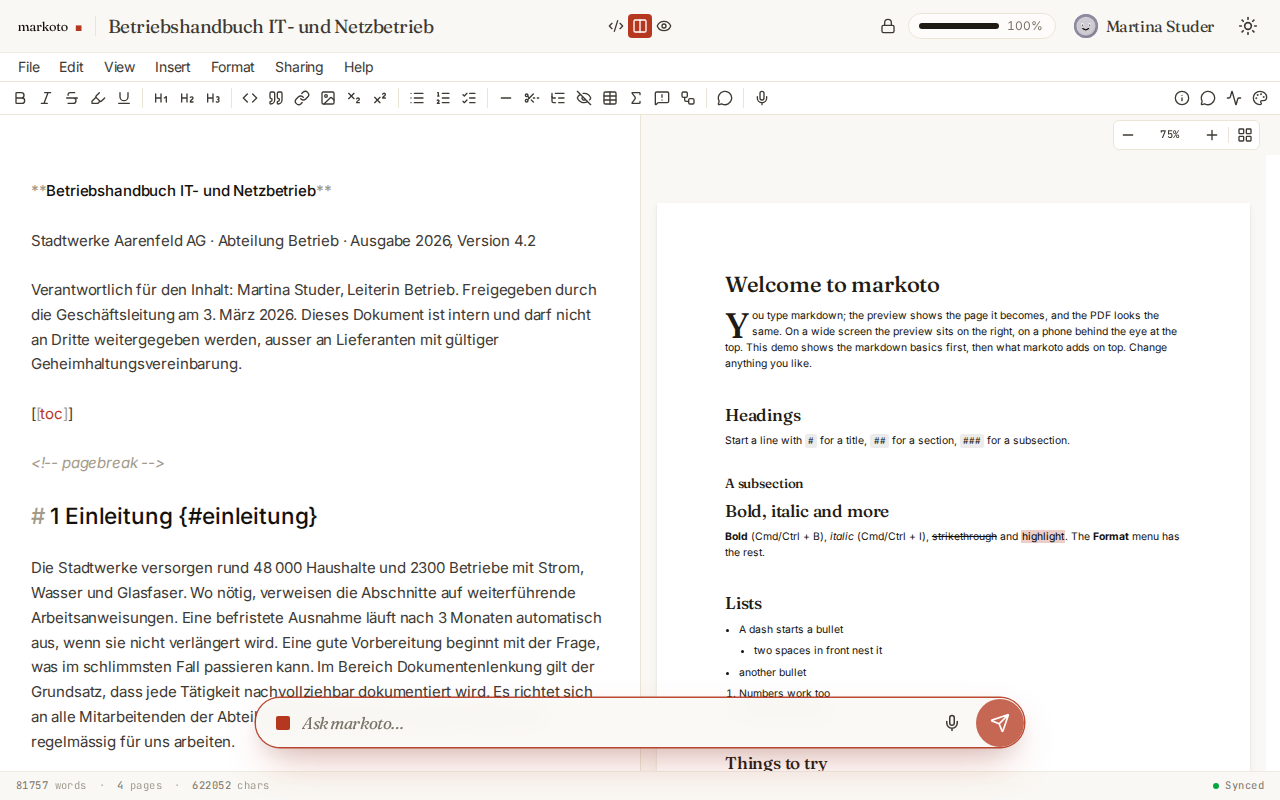 markoto
Betriebshandbuch IT- und Netzbetrieb
100%
Martina Studer
File Edit View Insert Format Sharing Help
H1 H2 H3
75%
**Betriebshandbuch IT- und Netzbetrieb**
Stadtwerke Aarenfeld AG · Abteilung Betrieb · Ausgabe 2026, Version 4.2
Verantwortlich für den Inhalt: Martina Studer, Leiterin Betrieb. Freigegeben durch
die Geschäftsleitung am 3. März 2026. Dieses Dokument ist intern und darf nicht
an Dritte weitergegeben werden, ausser an Lieferanten mit gültiger
Geheimhaltungsvereinbarung.
[[toc]]
<!-- pagebreak -->
# 1 Einleitung {#einleitung}
Die Stadtwerke versorgen rund 48 000 Haushalte und 2300 Betriebe mit Strom,
Wasser und Glasfaser. Wo nötig, verweisen die Abschnitte auf weiterführende
Arbeitsanweisungen. Eine befristete Ausnahme läuft nach 3 Monaten automatisch
aus, wenn sie nicht verlängert wird. Eine gute Vorbereitung beginnt mit der Frage,
was im schlimmsten Fall passieren kann. Im Bereich Dokumentenlenkung gilt der
Grundsatz, dass jede Tätigkeit nachvollziehbar dokumentiert wird. Es richtet sich
an alle Mitarbeitenden der Abteil
regelmässig für uns arbeiten.
Welcome to markoto
You type markdown; the preview shows the page it becomes, and the PDF looks the
same. On a wide screen the preview sits on the right, on a phone behind the eye at the
top. This demo shows the markdown basics first, then what markoto adds on top. Change
anything you like.
Headings
Start a line with # for a title, ## for a section, ### for a subsection.
A subsection
Bold, italic and more
Bold (Cmd/Ctrl + B), italic (Cmd/Ctrl + I), strikethrough and highlight. The Format menu has
the rest.
Lists
• A dash starts a bullet
• two spaces in front nest it
• another bullet
1. Numbers work too
Things to try
Ask markoto...
81757 words · 4 pages · 622052 chars
Synced